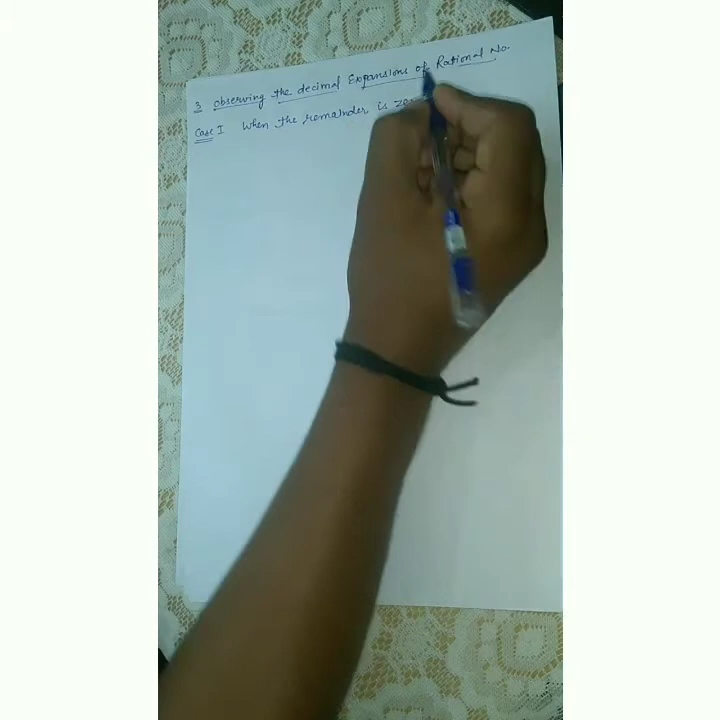 3 observing the decimal Expansions of Rational No.
Case I When the remainder is